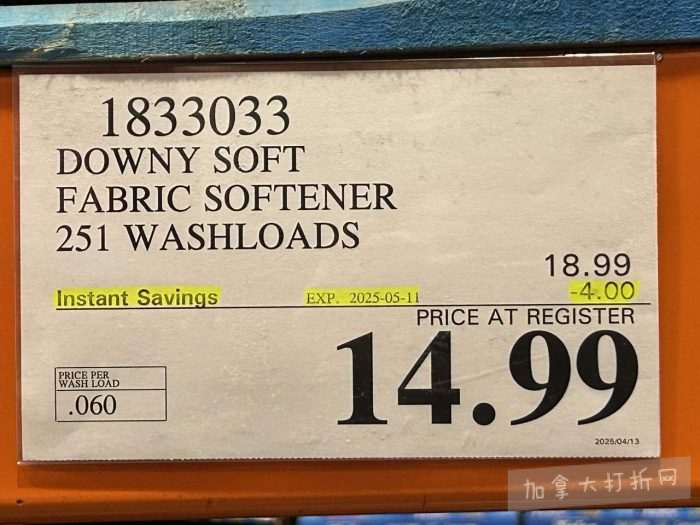 1833033
DOWNY SOFT
FABRIC SOFTENER
251 WASHLOADS
18.99
Instant Savings EXP. 2025-05-11 -4.00
PRICE AT REGISTER
14.99
PRICE PER
WASH LOAD
.060
2025/04/13
加拿大打折网